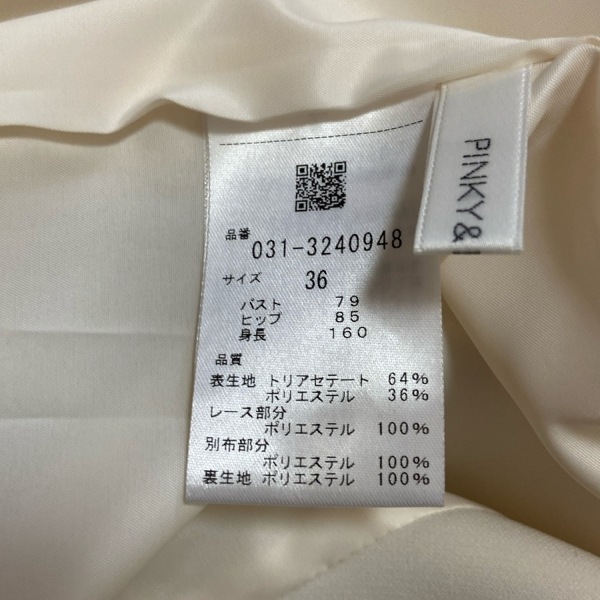 PINKY&
品番
031-3240948
サイズ 36
バスト 79
ヒップ 85
身長 160
品質
表生地 トリアセテート 64%
ポリエステル 36%
レース部分
ポリエステル 100%
別布部分
ポリエステル 100%
裏生地 ポリエステル 100%